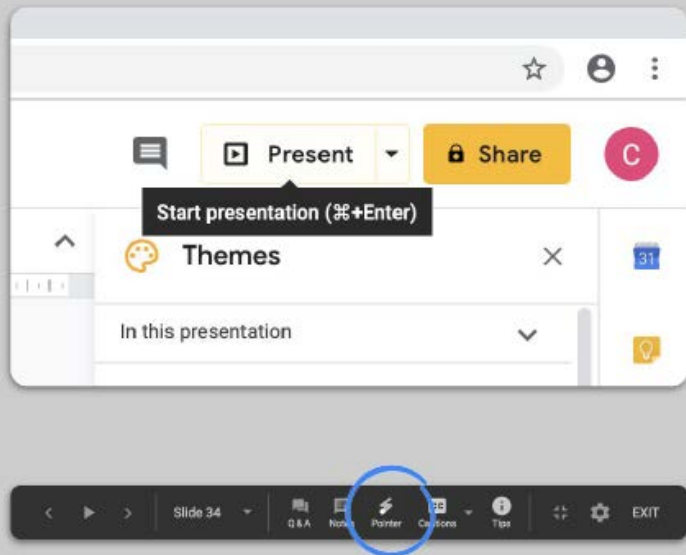 Present
Share
C
Start presentation (⌘+Enter)
Themes
31
In this presentation
Slide 34
Q&A
Notes
Pointer
Captions
Tips
EXIT